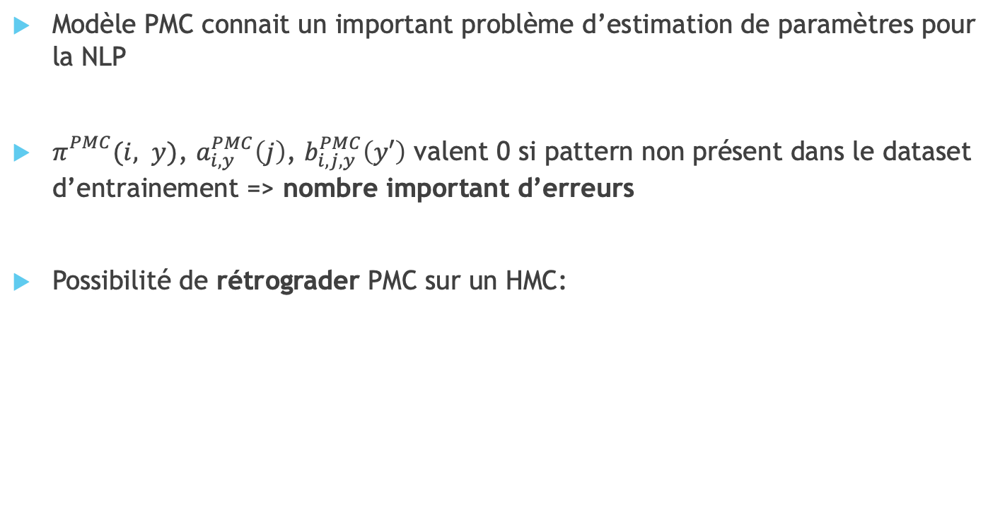 Modèle PMC connait un important problème d’estimation de paramètres pour
la NLP
π^{PMC}(i, y), a_{i,y}^{PMC}(j), b_{i,j,y}^{PMC}(y′) valent 0 si pattern non présent dans le dataset
d’entrainement => nombre important d’erreurs
Possibilité de rétrograder PMC sur un HMC: